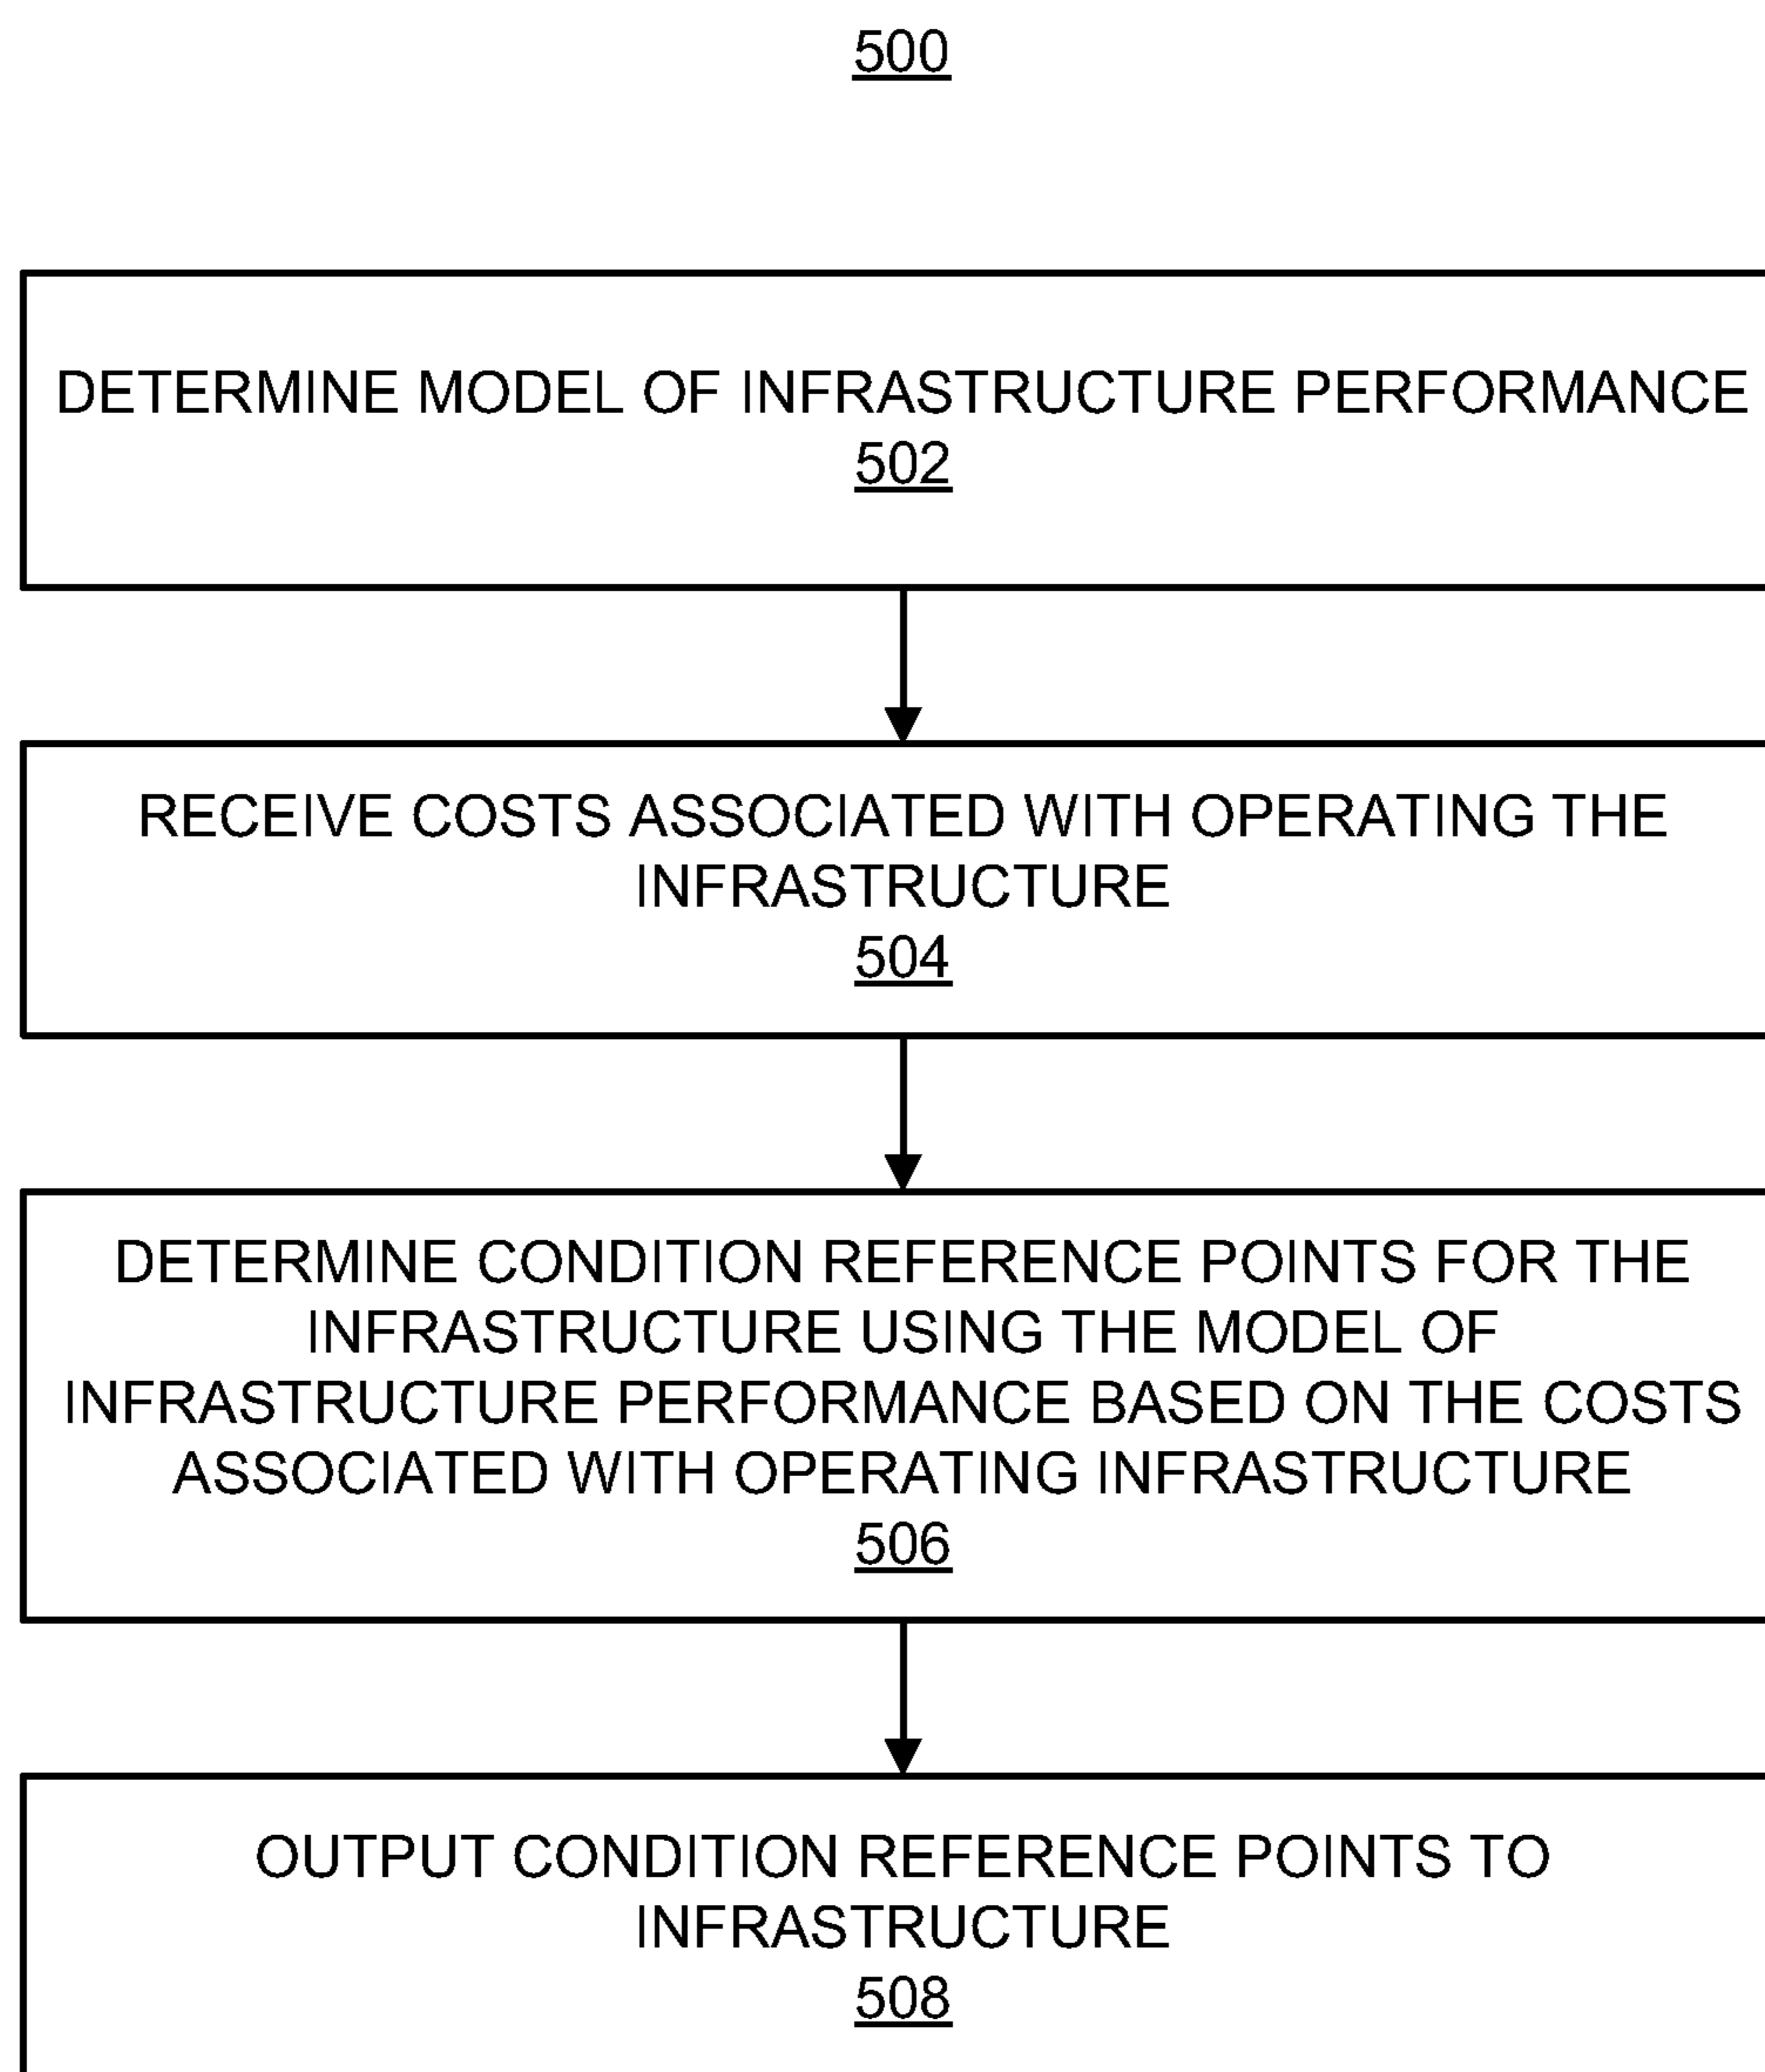 500
DETERMINE MODEL OF INFRASTRUCTURE PERFORMANCE
502
RECEIVE COSTS ASSOCIATED WITH OPERATING THE
INFRASTRUCTURE
504
DETERMINE CONDITION REFERENCE POINTS FOR THE
INFRASTRUCTURE USING THE MODEL OF
INFRASTRUCTURE PERFORMANCE BASED ON THE COSTS
ASSOCIATED WITH OPERATING INFRASTRUCTURE
506
OUTPUT CONDITION REFERENCE POINTS TO
INFRASTRUCTURE
508